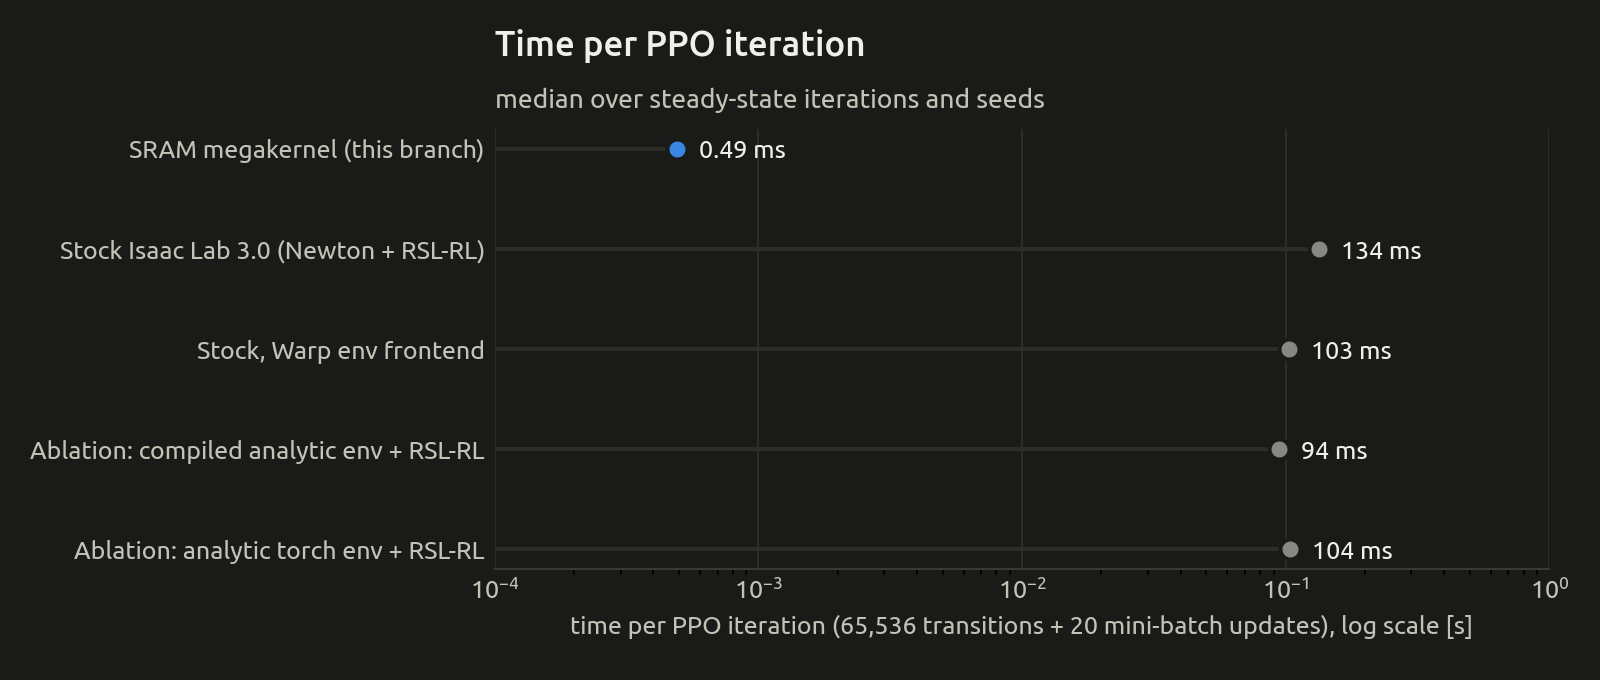 Time per PPO iteration
median over steady-state iterations and seeds
SRAM megakernel (this branch) 0.49 ms
Stock Isaac Lab 3.0 (Newton + RSL-RL) 134 ms
Stock, Warp env frontend 103 ms
Ablation: compiled analytic env + RSL-RL 94 ms
Ablation: analytic torch env + RSL-RL 104 ms
10⁻⁴ 10⁻³ 10⁻² 10⁻¹ 10⁰
time per PPO iteration (65,536 transitions + 20 mini-batch updates), log scale [s]